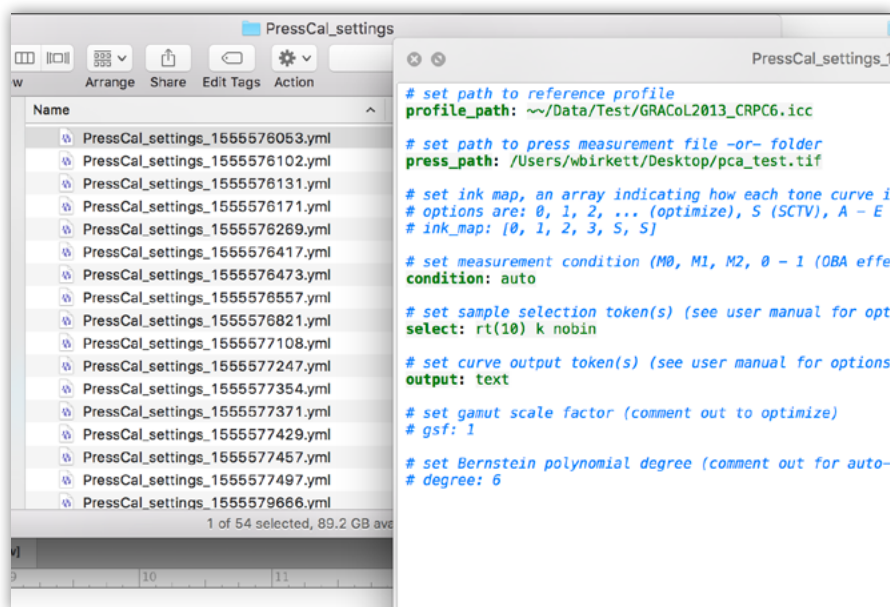 PressCal_settings
w
Arrange Share Edit Tags Action
Name
PressCal_settings_1555576053.yml
PressCal_settings_1555576102.yml
PressCal_settings_1555576131.yml
PressCal_settings_1555576171.yml
PressCal_settings_1555576269.yml
PressCal_settings_1555576417.yml
PressCal_settings_1555576473.yml
PressCal_settings_1555576557.yml
PressCal_settings_1555576821.yml
PressCal_settings_1555577108.yml
PressCal_settings_1555577247.yml
PressCal_settings_1555577354.yml
PressCal_settings_1555577371.yml
PressCal_settings_1555577429.yml
PressCal_settings_1555577457.yml
PressCal_settings_1555577497.yml
PressCal_settings_1555579666.yml
1 of 54 selected, 89.2 GB ava
w]
9 10 11
PressCal_settings_1
# set path to reference profile
profile_path: ~~/Data/Test/GRACoL2013_CRPC6.icc
# set path to press measurement file -or- folder
press_path: /Users/wbirkett/Desktop/pca_test.tif
# set ink map, an array indicating how each tone curve i
# options are: 0, 1, 2, ... (optimize), S (SCTV), A - E
# ink_map: [0, 1, 2, 3, S, S]
# set measurement condition (M0, M1, M2, 0 - 1 (OBA effe
condition: auto
# set sample selection token(s) (see user manual for opt
select: rt(10) k nobin
# set curve output token(s) (see user manual for options
output: text
# set gamut scale factor (comment out to optimize)
# gsf: 1
# set Bernstein polynomial degree (comment out for auto-
# degree: 6